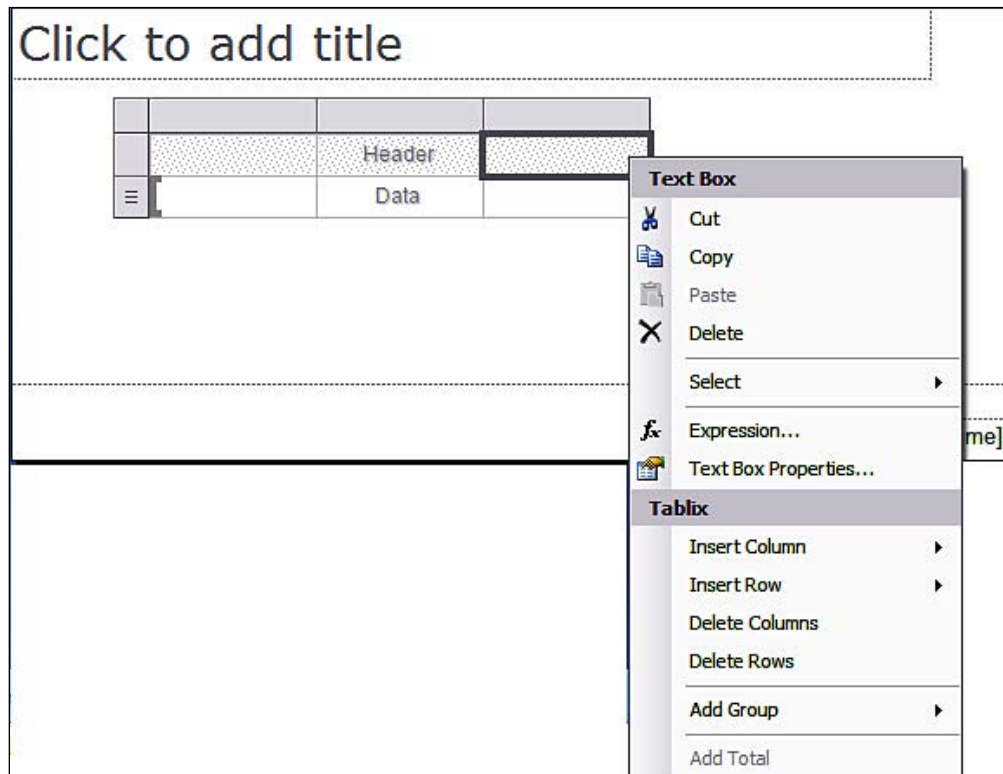 Click to add title
Header
Data
Text Box
Cut
Copy
Paste
Delete
Select
fx Expression...
me]
Text Box Properties...
Tablix
Insert Column
Insert Row
Delete Columns
Delete Rows
Add Group
Add Total